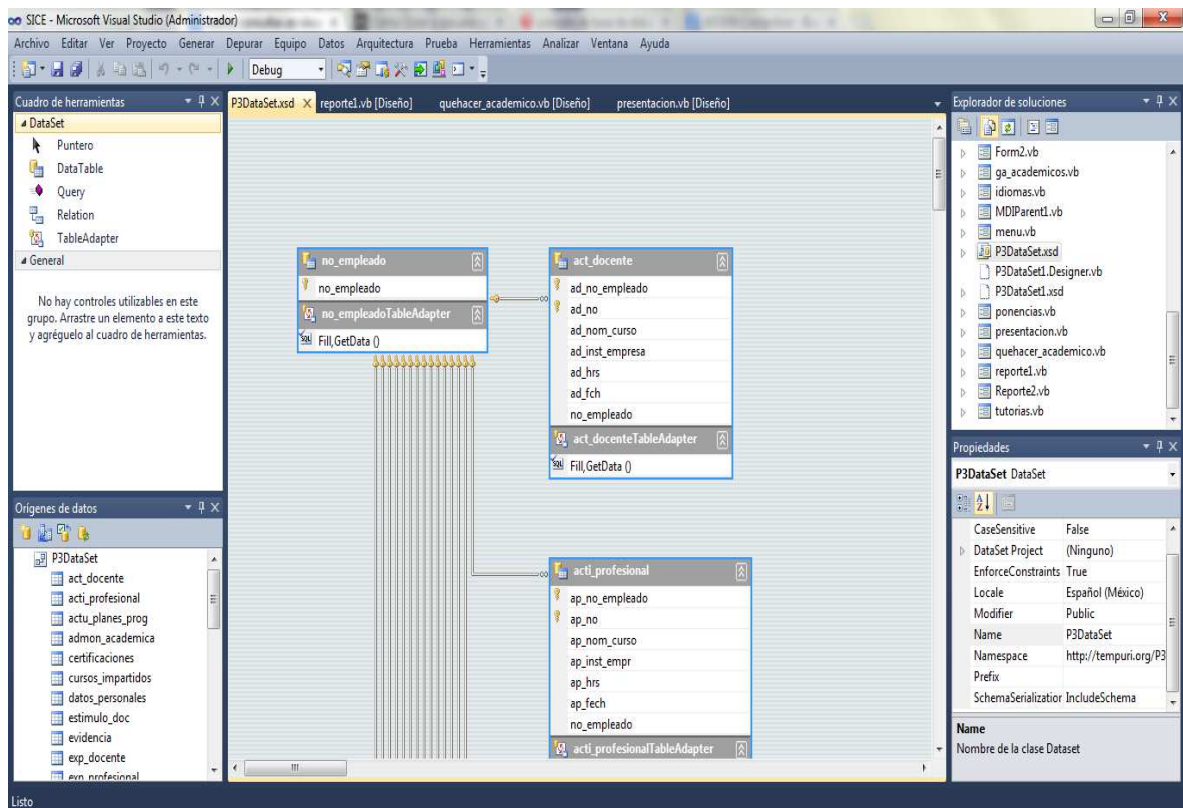 SICE - Microsoft Visual Studio (Administrador)
Archivo Editar Ver Proyecto Generar Depurar Equipo Datos Arquitectura Prueba Herramientas Analizar Ventana Ayuda
Debug
Cuadro de herramientas
DataSet
Puntero
DataTable
Query
Relation
TableAdapter
General
No hay controles utilizables en este
grupo. Arrastre un elemento a este texto
y agréguelo al cuadro de herramientas.
Orígenes de datos
P3DataSet
act_docente
acti_profesional
actu_planes_prog
admon_academica
certificaciones
cursos_impartidos
datos_personales
estimulo_doc
evidencia
exp_docente
exp_profesional
P3DataSet.xsd reporte1.vb [Diseño] quehacer_academico.vb [Diseño] presentacion.vb [Diseño]
no_empleado
no_empleado
no_empleadoTableAdapter
SQL Fill,GetData ()
act_docente
ad_no_empleado
ad_no
ad_nom_curso
ad_inst_empresa
ad_hrs
ad_fch
no_empleado
act_docenteTableAdapter
SQL Fill,GetData ()
acti_profesional
ap_no_empleado
ap_no
ap_nom_curso
ap_inst_empr
ap_hrs
ap_fech
no_empleado
acti_profesionalTableAdapter
Explorador de soluciones
Form2.vb
ga_academicos.vb
idiomas.vb
MDIParent1.vb
menu.vb
P3DataSet.xsd
P3DataSet1.Designer.vb
P3DataSet1.xsd
ponencias.vb
presentacion.vb
quehacer_academico.vb
reporte1.vb
Reporte2.vb
tutorias.vb
Propiedades
P3DataSet DataSet
CaseSensitive False
DataSet Project (Ninguno)
EnforceConstraints True
Locale Español (México)
Modifier Public
Name P3DataSet
Namespace http://tempuri.org/P3
Prefix
SchemaSerialization IncludeSchema
Name
Nombre de la clase Dataset
Listo